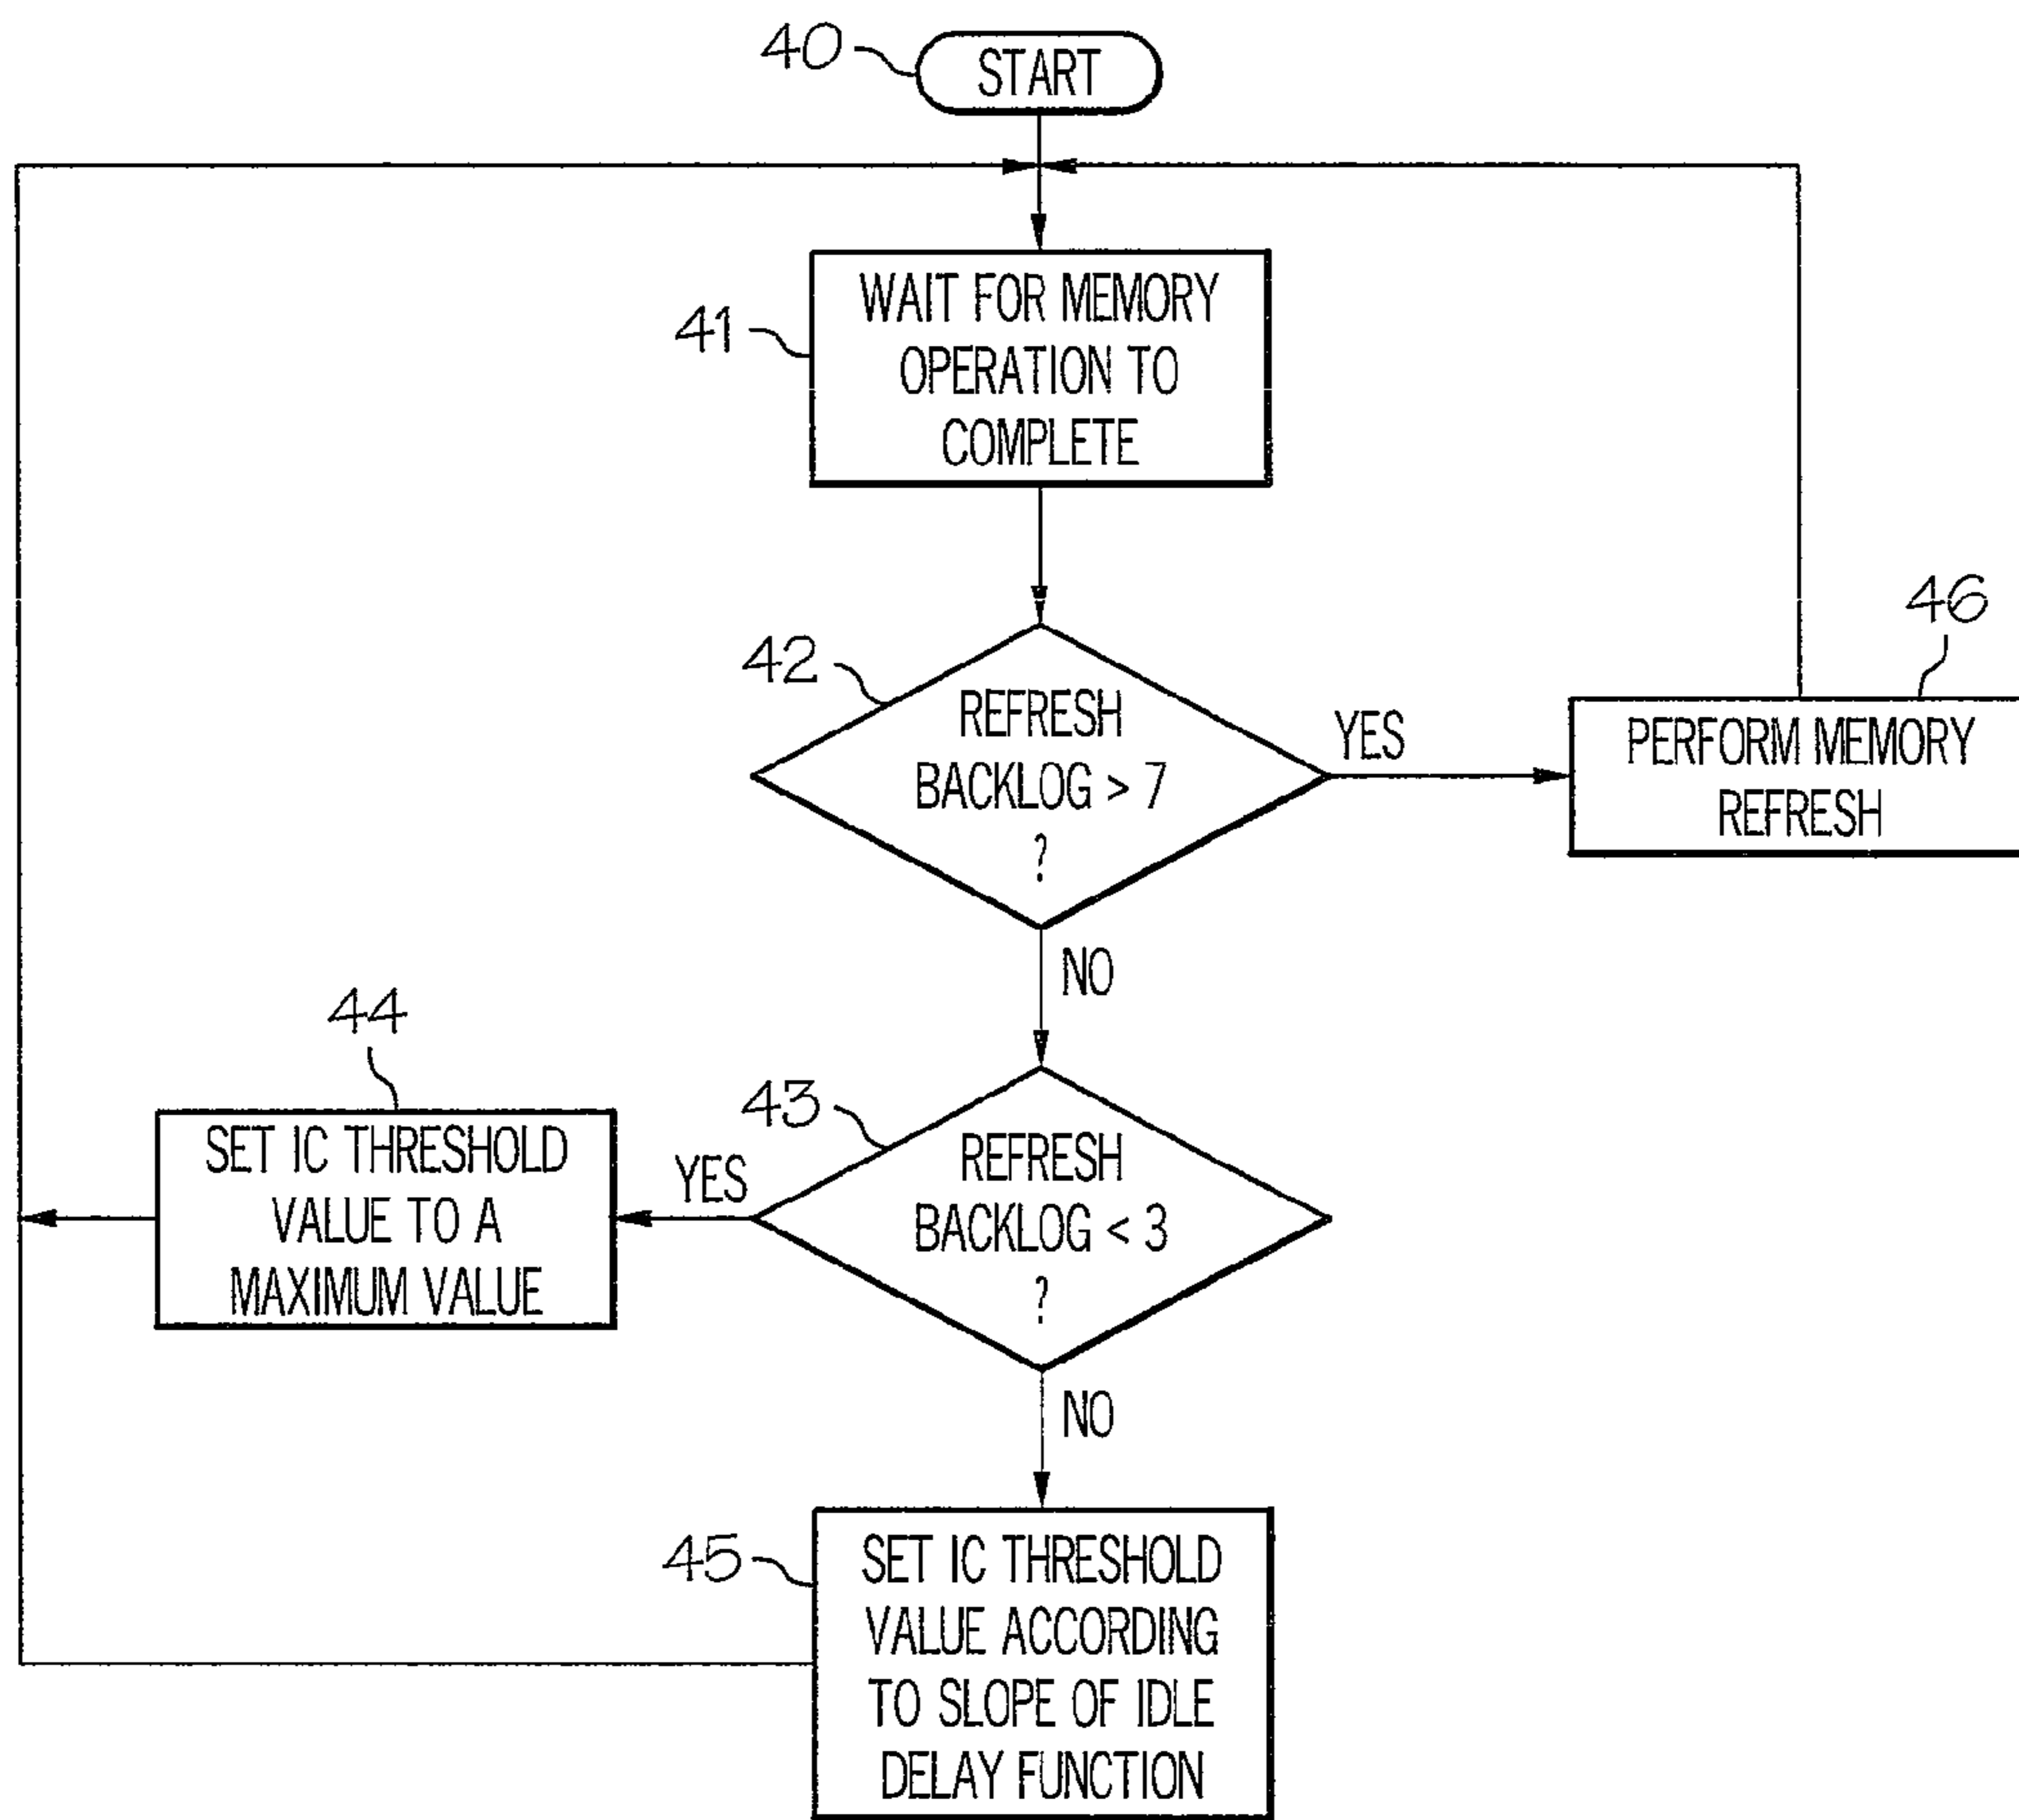 40
START
41
WAIT FOR MEMORY
OPERATION TO
COMPLETE
42
REFRESH
BACKLOG > 7
?
YES
46
PERFORM MEMORY
REFRESH
NO
44
SET IC THRESHOLD
VALUE TO A
MAXIMUM VALUE
YES
43
REFRESH
BACKLOG < 3
?
NO
45
SET IC THRESHOLD
VALUE ACCORDING
TO SLOPE OF IDLE
DELAY FUNCTION